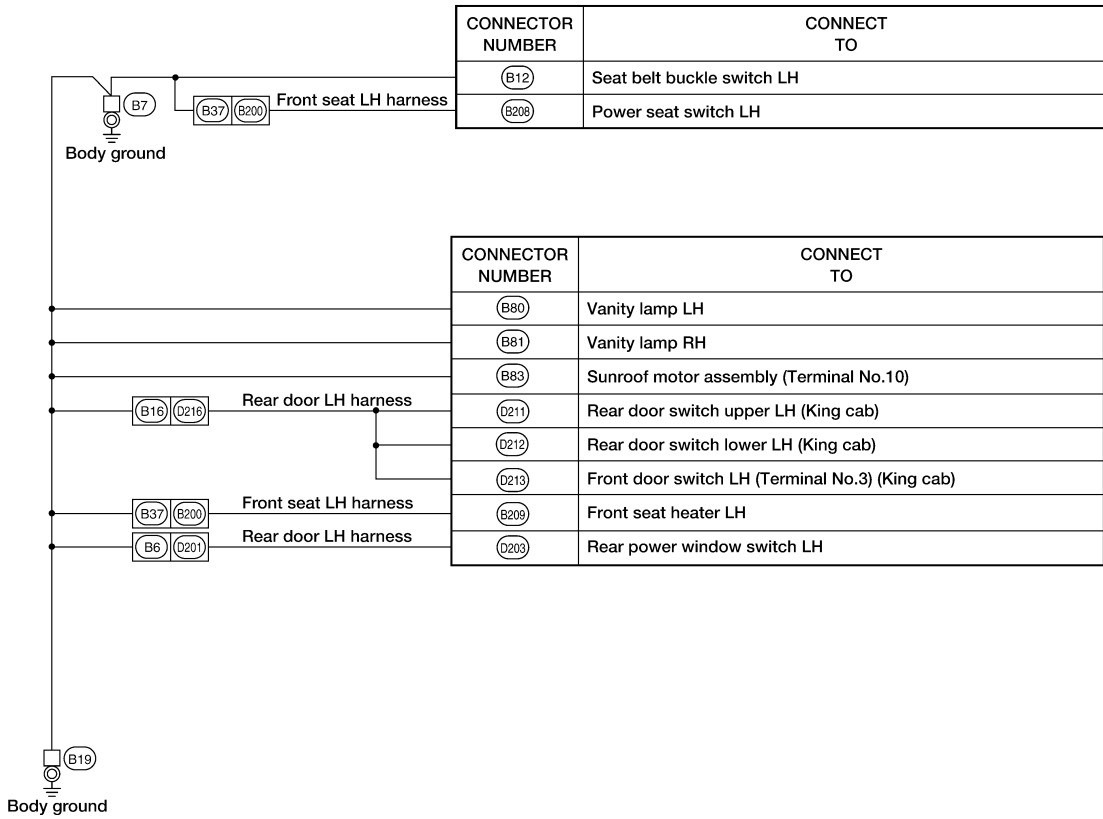 CONNECTOR NUMBER CONNECT TO
B12 Seat belt buckle switch LH
B7 B37 B200 Front seat LH harness B208 Power seat switch LH
Body ground
CONNECTOR NUMBER CONNECT TO
B80 Vanity lamp LH
B81 Vanity lamp RH
B83 Sunroof motor assembly (Terminal No.10)
B16 D216 Rear door LH harness D211 Rear door switch upper LH (King cab)
D212 Rear door switch lower LH (King cab)
D213 Front door switch LH (Terminal No.3) (King cab)
B37 B200 Front seat LH harness B209 Front seat heater LH
B6 D201 Rear door LH harness D203 Rear power window switch LH
B19
Body ground